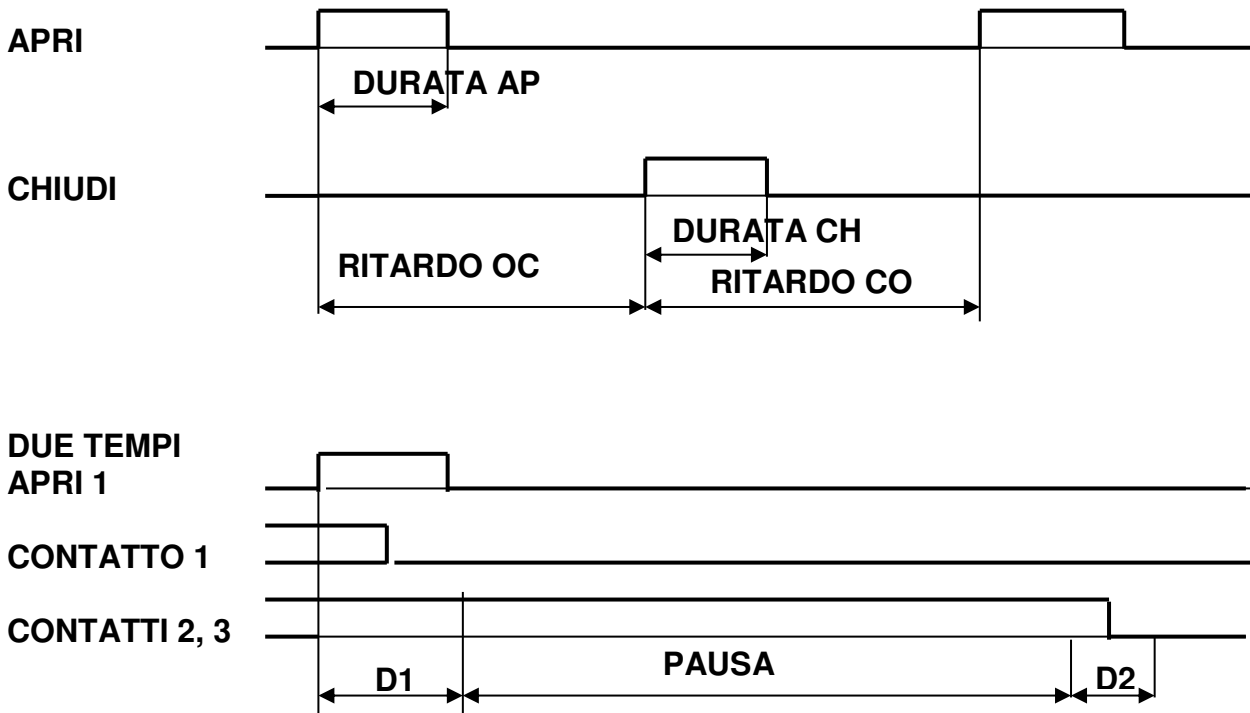 APRI
DURATA AP
CHIUDI
DURATA CH
RITARDO OC
RITARDO CO
DUE TEMPI
APRI 1
CONTATTO 1
CONTATTI 2, 3
D1
PAUSA
D2